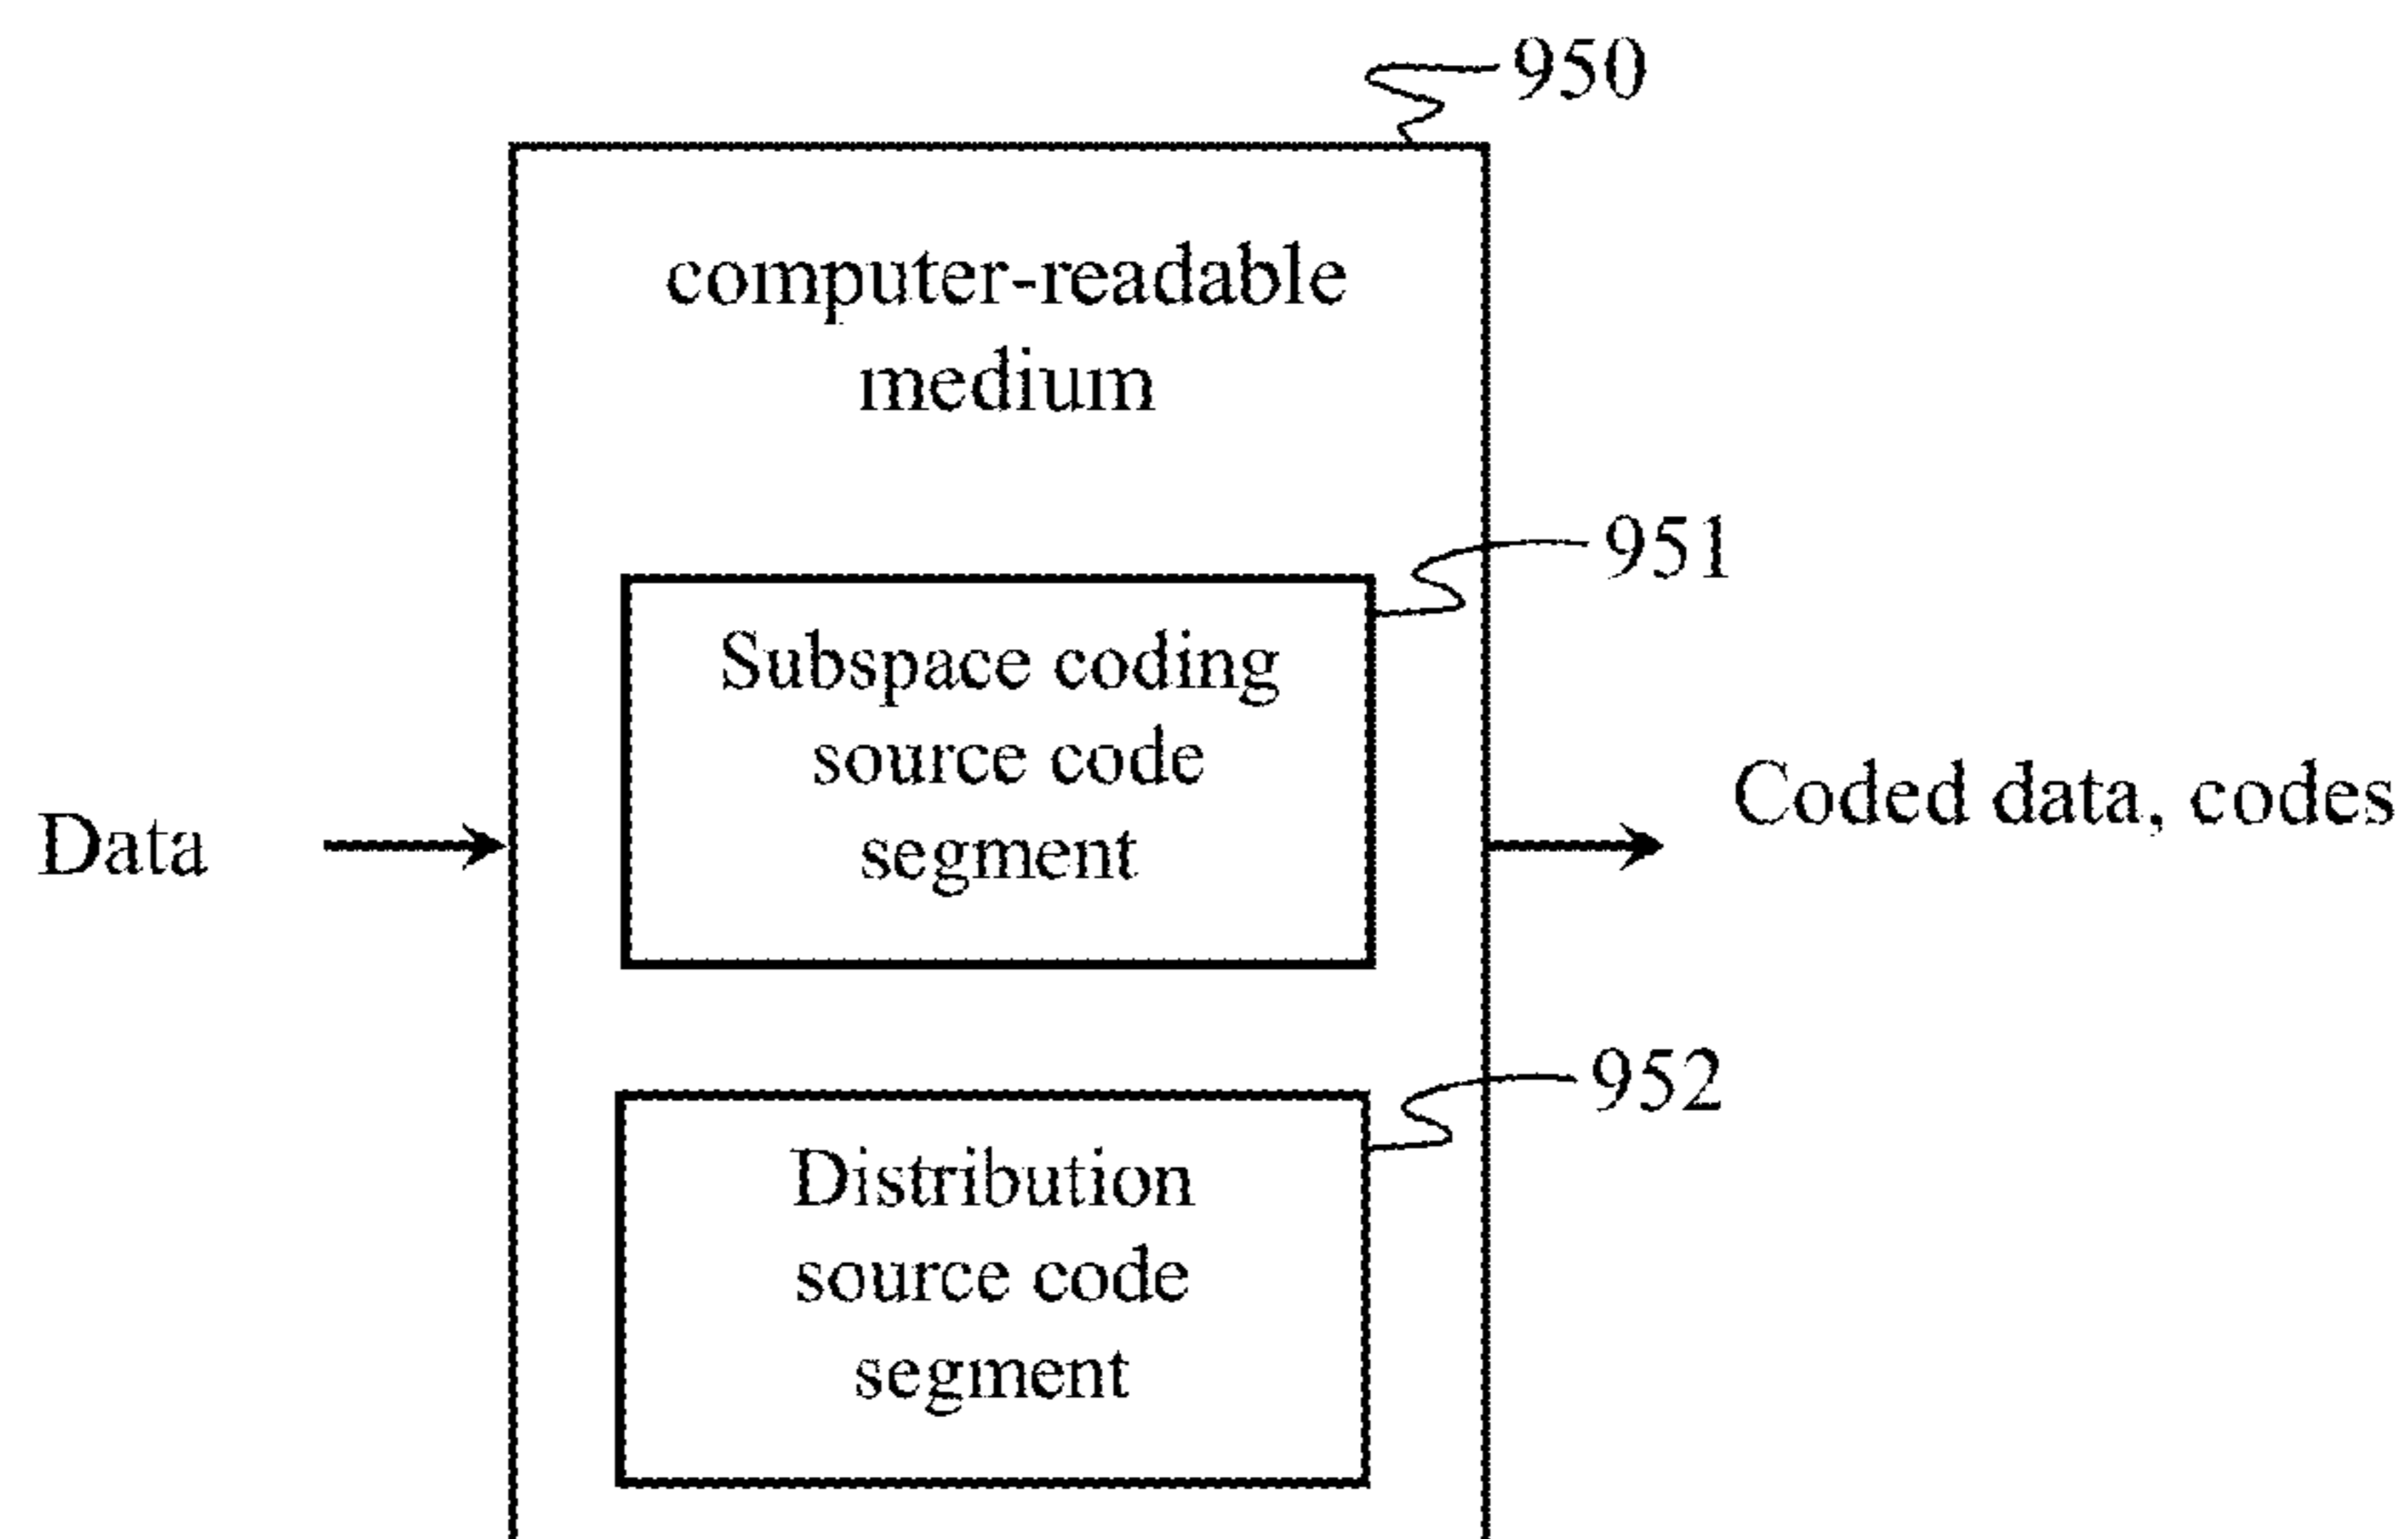 950
computer-readable
medium
951
Subspace coding
source code
segment
Data
Coded data, codes
952
Distribution
source code
segment